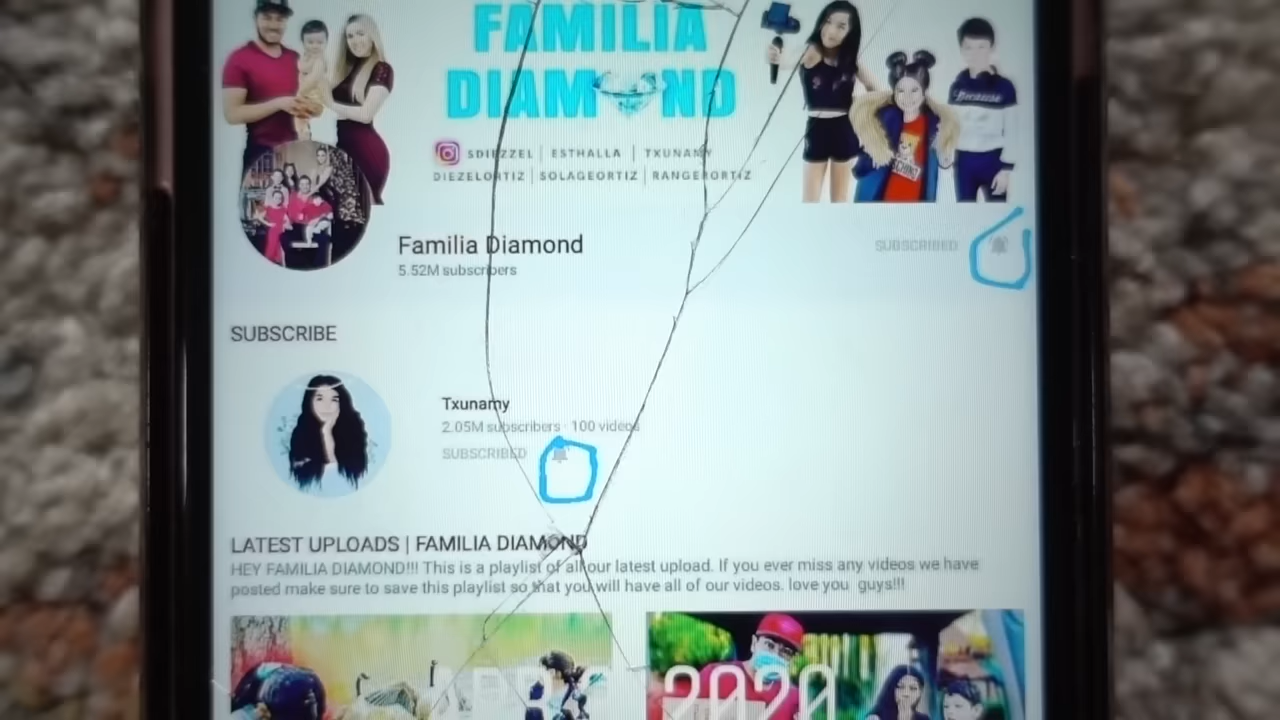 FAMILIA
DIAMOND
SDIEZZEL | ESTHALLA | TXUNAMY
DIEZELORTIZ | SOLAGEORTIZ | RANGERORTIZ
Familia Diamond
5.52M subscribers
SUBSCRIBED
SUBSCRIBE
Txunamy
2.05M subscribers · 100 videos
SUBSCRIBED
LATEST UPLOADS | FAMILIA DIAMOND
HEY FAMILIA DIAMOND!!! This is a playlist of all our latest upload. If you ever miss any videos we have
posted make sure to save this playlist so that you will have all of our videos. love you guys!!!
2020